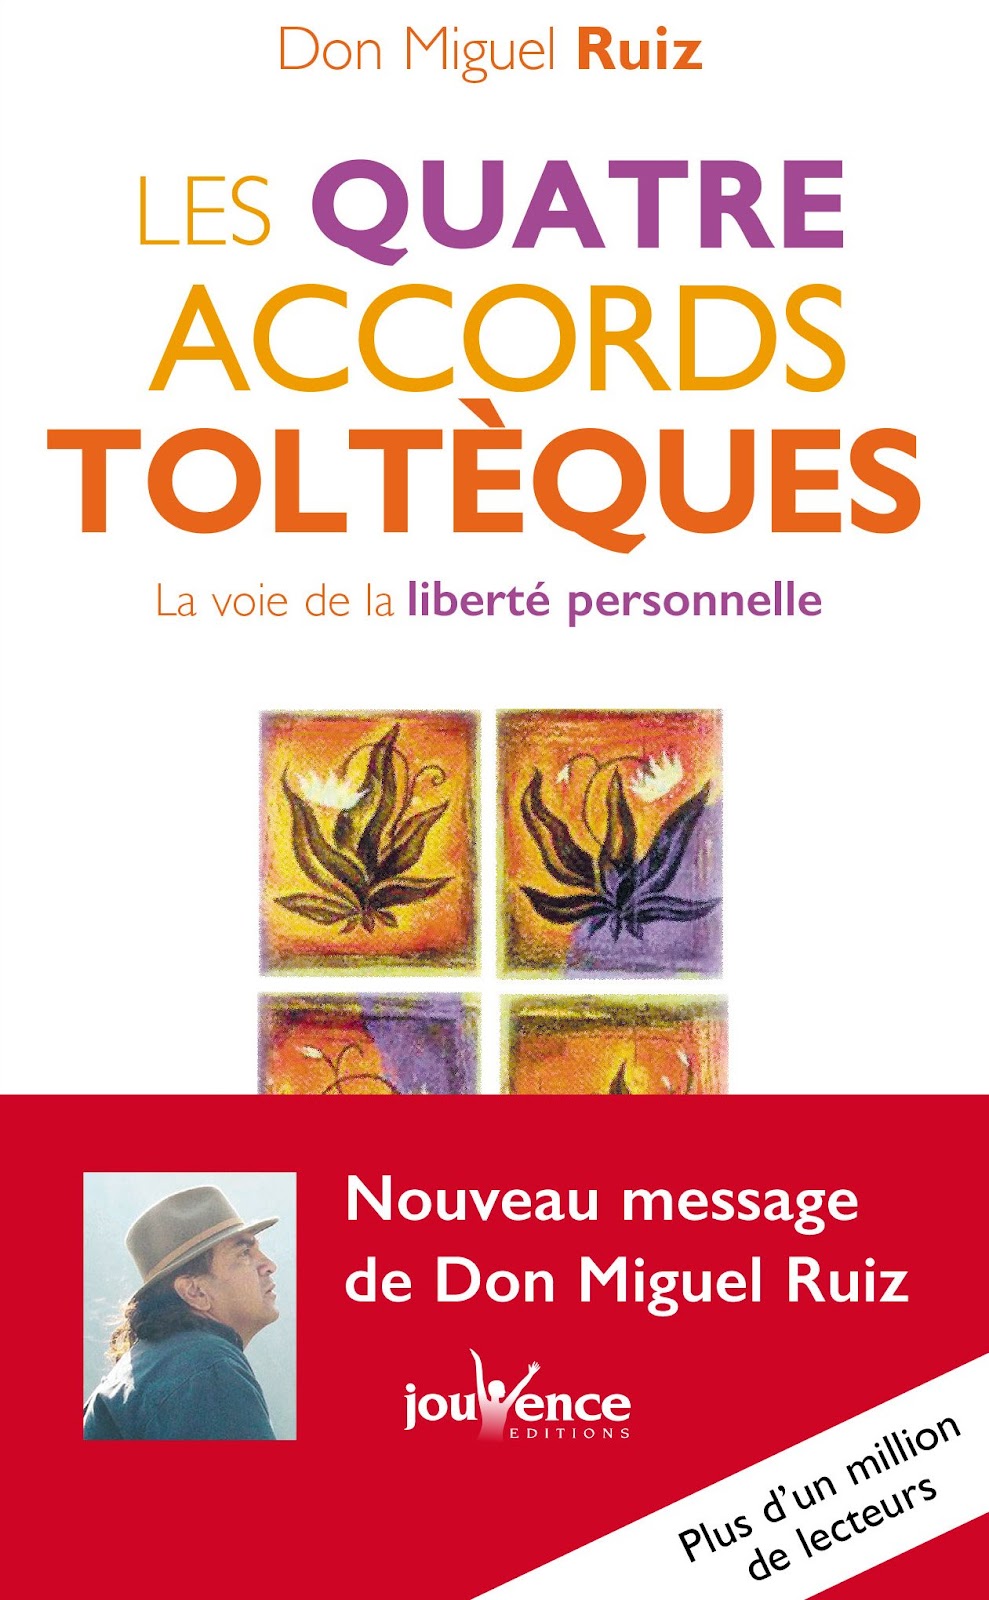 Don Miguel Ruiz
LES QUATRE
ACCORDS
TOLTÈQUES
La voie de la liberté personnelle
Nouveau message
de Don Miguel Ruiz
jouvence
EDITIONS
Plus d'un million
de lecteurs